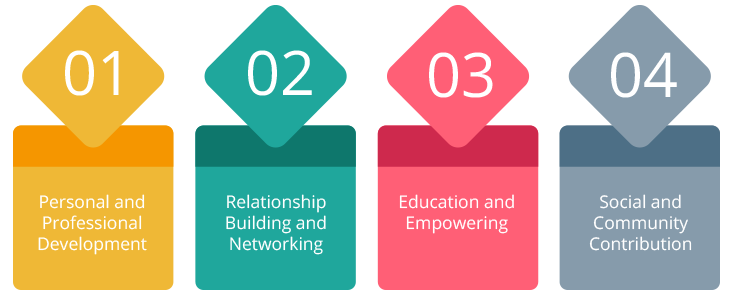 01
Personal and
Professional
Development
02
Relationship
Building and
Networking
03
Education and
Empowering
04
Social and
Community
Contribution